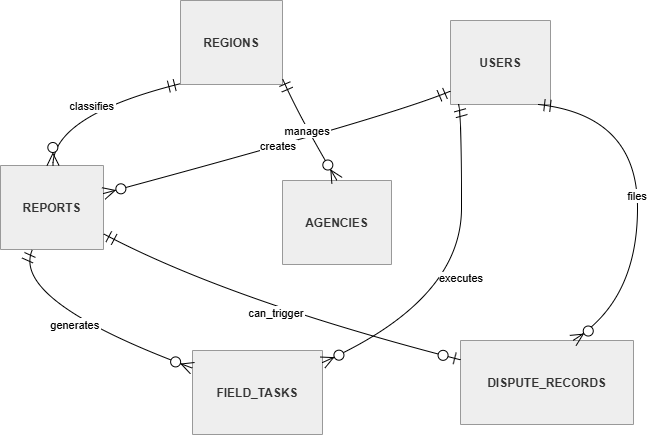 REGIONS
USERS
classifies
manages
creates
REPORTS
files
AGENCIES
executes
can_trigger
generates
FIELD_TASKS
DISPUTE_RECORDS